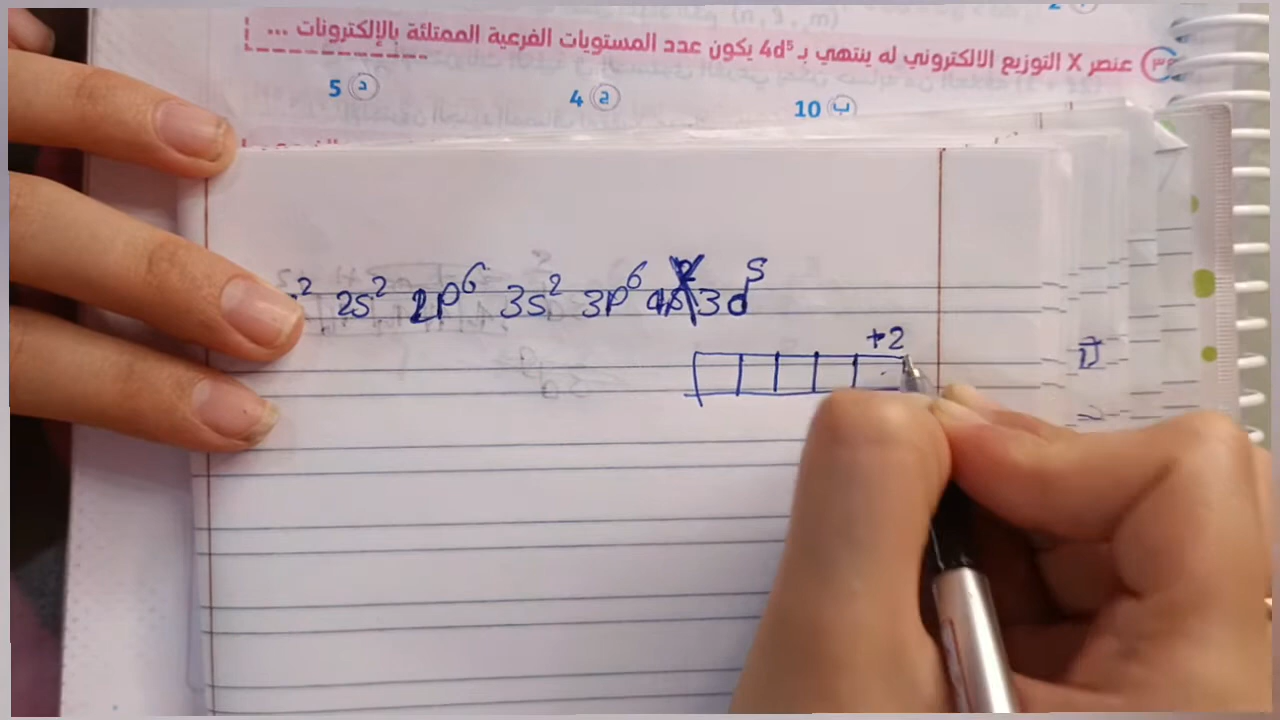 ٣٣ عنصر X التوزيع الالكتروني له ينتهي بـ 4d⁵ يكون عدد المستويات الفرعية الممتلئة بالإلكترونات ...
ب 10 ج 4 د 5
2s² 2p⁶ 3s² 3p⁶ 4s² 3d⁵
+2